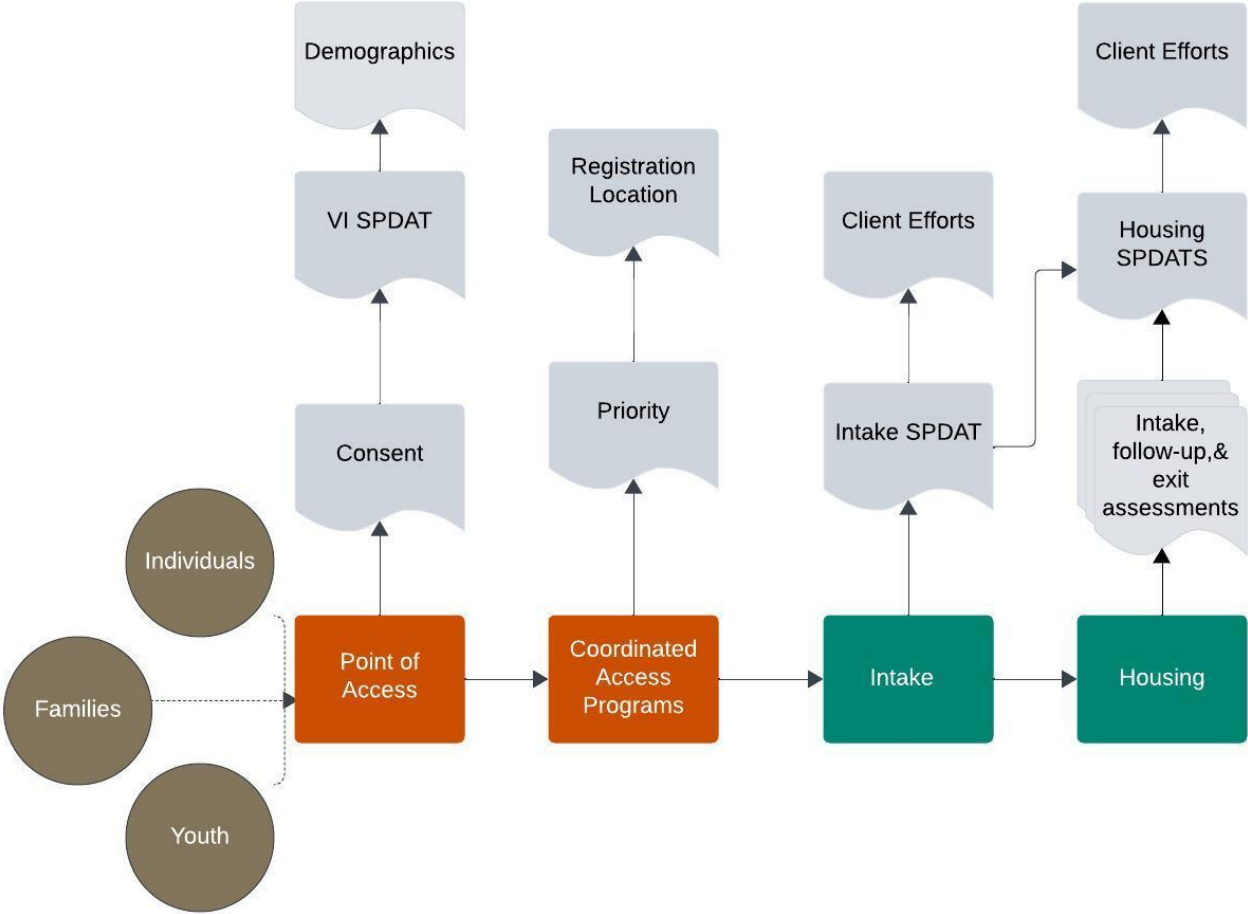 Demographics
VI SPDAT
Consent
Registration
Location
Priority
Client Efforts
Intake SPDAT
Client Efforts
Housing
SPDATS
Intake,
follow-up,&
exit
assessments
Individuals
Families
Youth
Point of
Access
Coordinated
Access
Programs
Intake
Housing